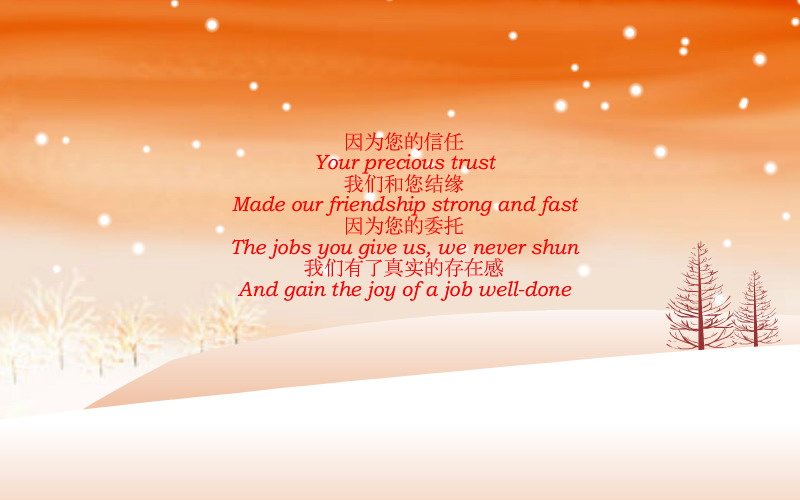 因为您的信任
Your precious trust
我们和您结缘
Made our friendship strong and fast
因为您的委托
The jobs you give us, we never shun
我们有了真实的存在感
And gain the joy of a job well-done